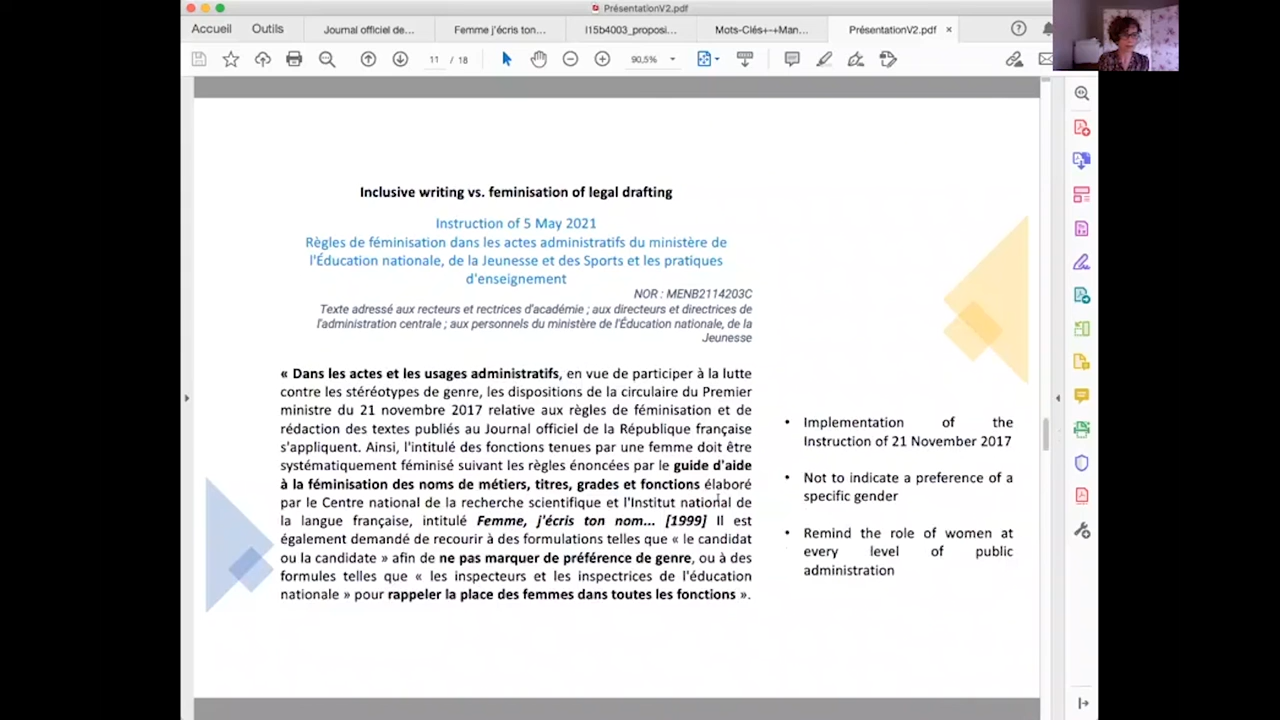 PrésentationV2.pdf
Accueil
Outils
Journal officiel de...
Femme j'écris ton...
l15b4003_proposi...
Mots-Clés+-+Man...
PrésentationV2.pdf ×
11 / 18
90,5%
Inclusive writing vs. feminisation of legal drafting
Instruction of 5 May 2021
Règles de féminisation dans les actes administratifs du ministère de
l'Éducation nationale, de la Jeunesse et des Sports et les pratiques
d'enseignement
NOR : MENB2114203C
Texte adressé aux recteurs et rectrices d'académie ; aux directeurs et directrices de
l'administration centrale ; aux personnels du ministère de l'Éducation nationale, de la
Jeunesse
« Dans les actes et les usages administratifs, en vue de participer à la lutte
contre les stéréotypes de genre, les dispositions de la circulaire du Premier
ministre du 21 novembre 2017 relative aux règles de féminisation et de
rédaction des textes publiés au Journal officiel de la République française
s'appliquent. Ainsi, l'intitulé des fonctions tenues par une femme doit être
systématiquement féminisé suivant les règles énoncées par le guide d'aide
à la féminisation des noms de métiers, titres, grades et fonctions élaboré
par le Centre national de la recherche scientifique et l'Institut national de
la langue française, intitulé Femme, j'écris ton nom... [1999] Il est
également demandé de recourir à des formulations telles que « le candidat
ou la candidate » afin de ne pas marquer de préférence de genre, ou à des
formules telles que « les inspecteurs et les inspectrices de l'éducation
nationale » pour rappeler la place des femmes dans toutes les fonctions ».
• Implementation of the
Instruction of 21 November 2017
• Not to indicate a preference of a
specific gender
• Remind the role of women at
every level of public
administration